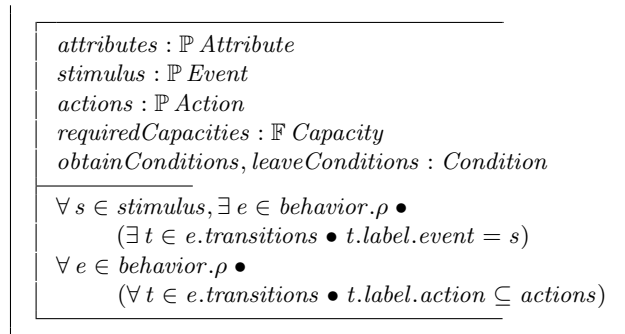 attributes : ℙ Attribute
stimulus : ℙ Event
actions : ℙ Action
requiredCapacities : 𝔽 Capacity
obtainConditions, leaveConditions : Condition
∀ s ∈ stimulus, ∃ e ∈ behavior.ρ •
(∃ t ∈ e.transitions • t.label.event = s)
∀ e ∈ behavior.ρ •
(∀ t ∈ e.transitions • t.label.action ⊆ actions)